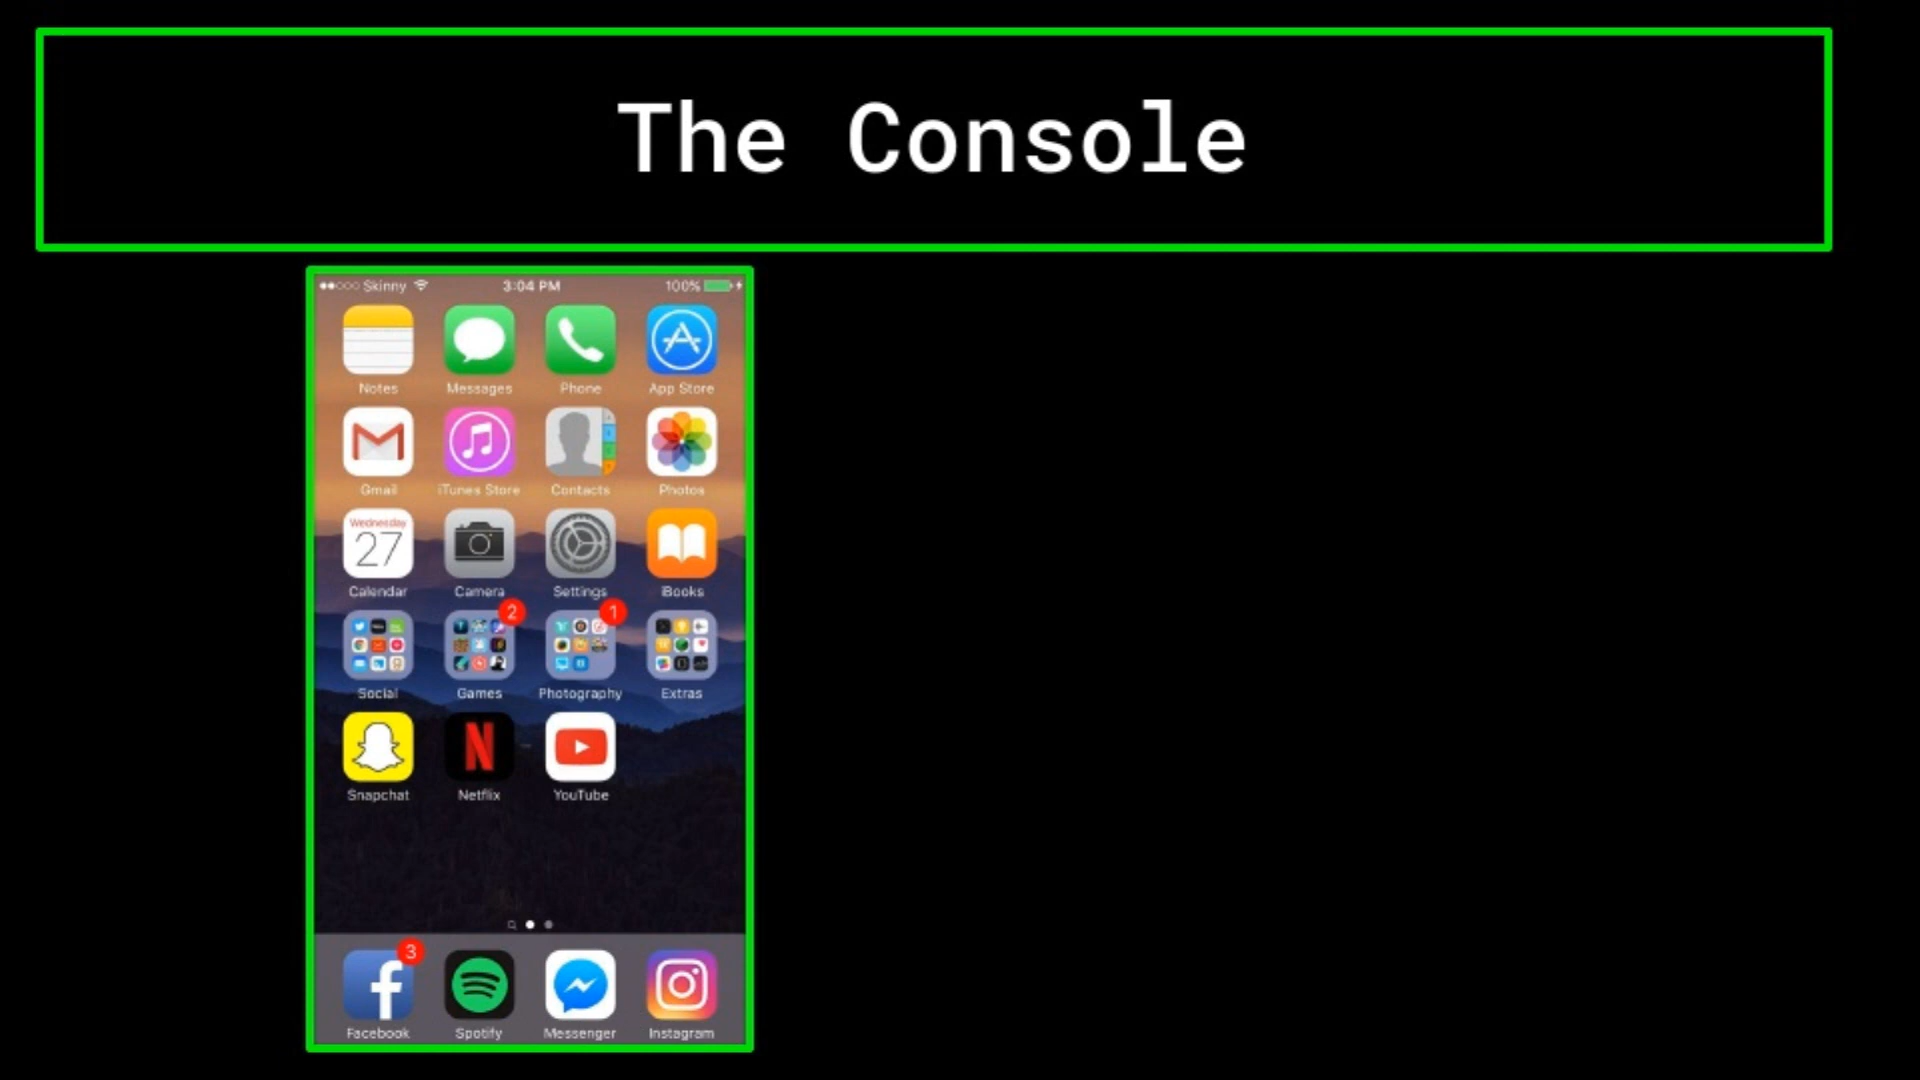 The Console
Skinny 3:04 PM 100%
Notes Messages Phone App Store
Gmail iTunes Store Contacts Photos
Wednesday
27
Calendar Camera Settings iBooks
2 1
Social Games Photography Extras
Snapchat Netflix YouTube
3
Facebook Spotify Messenger Instagram